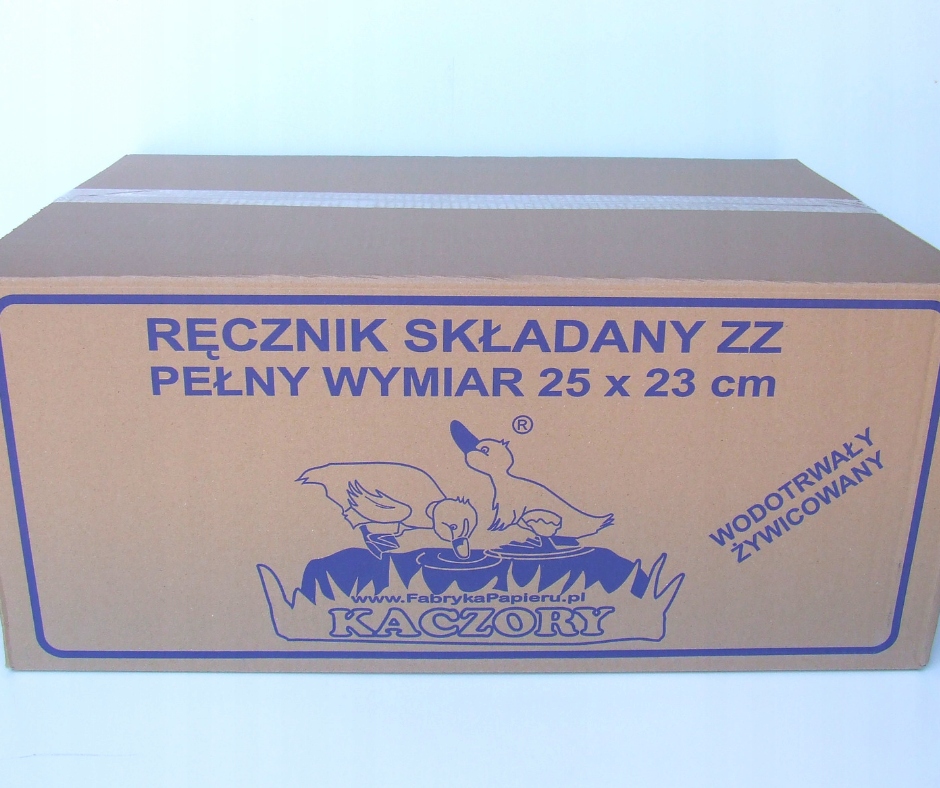 RĘCZNIK SKŁADANY ZZ
PEŁNY WYMIAR 25 x 23 cm
®
WODOTRWAŁY
ŻYWICOWANY
www.FabrykaPapieru.pl
KACZORY